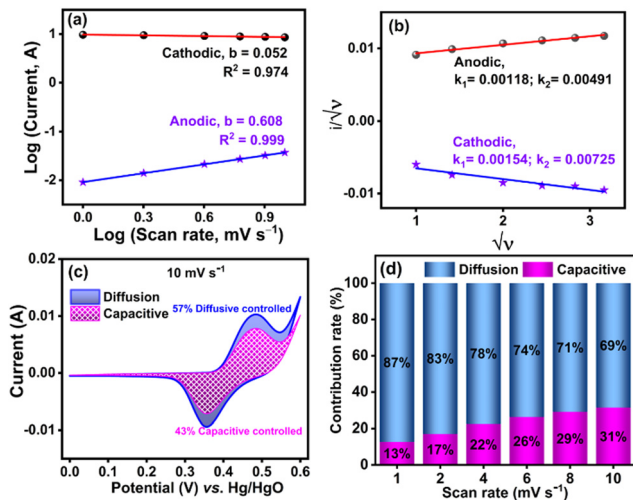 (a)
1
0
-1
-2
Cathodic, b = 0.052
R² = 0.974
Anodic, b = 0.608
R² = 0.999
0.0 0.3 0.6 0.9
Log (Scan rate, mV s⁻¹)
Log (Current, A)
(b)
0.01
0.00
-0.01
Anodic,
k₁= 0.00118; k₂= 0.00491
Cathodic,
k₁= 0.00154; k₂= 0.00725
1 2 3
√ν
i/√ν
(c)
10 mV s⁻¹
Diffusion
Capacitive
57% Diffusive controlled
43% Capacitive controlled
0.02
0.01
0.00
-0.01
0.0 0.1 0.2 0.3 0.4 0.5 0.6
Potential (V) vs. Hg/HgO
Current (A)
(d)
Diffusion Capacitive
100
80
60
40
20
0
87% 83% 78% 74% 71% 69%
13% 17% 22% 26% 29% 31%
1 2 4 6 8 10
Scan rate (mV s⁻¹)
Contribution rate (%)